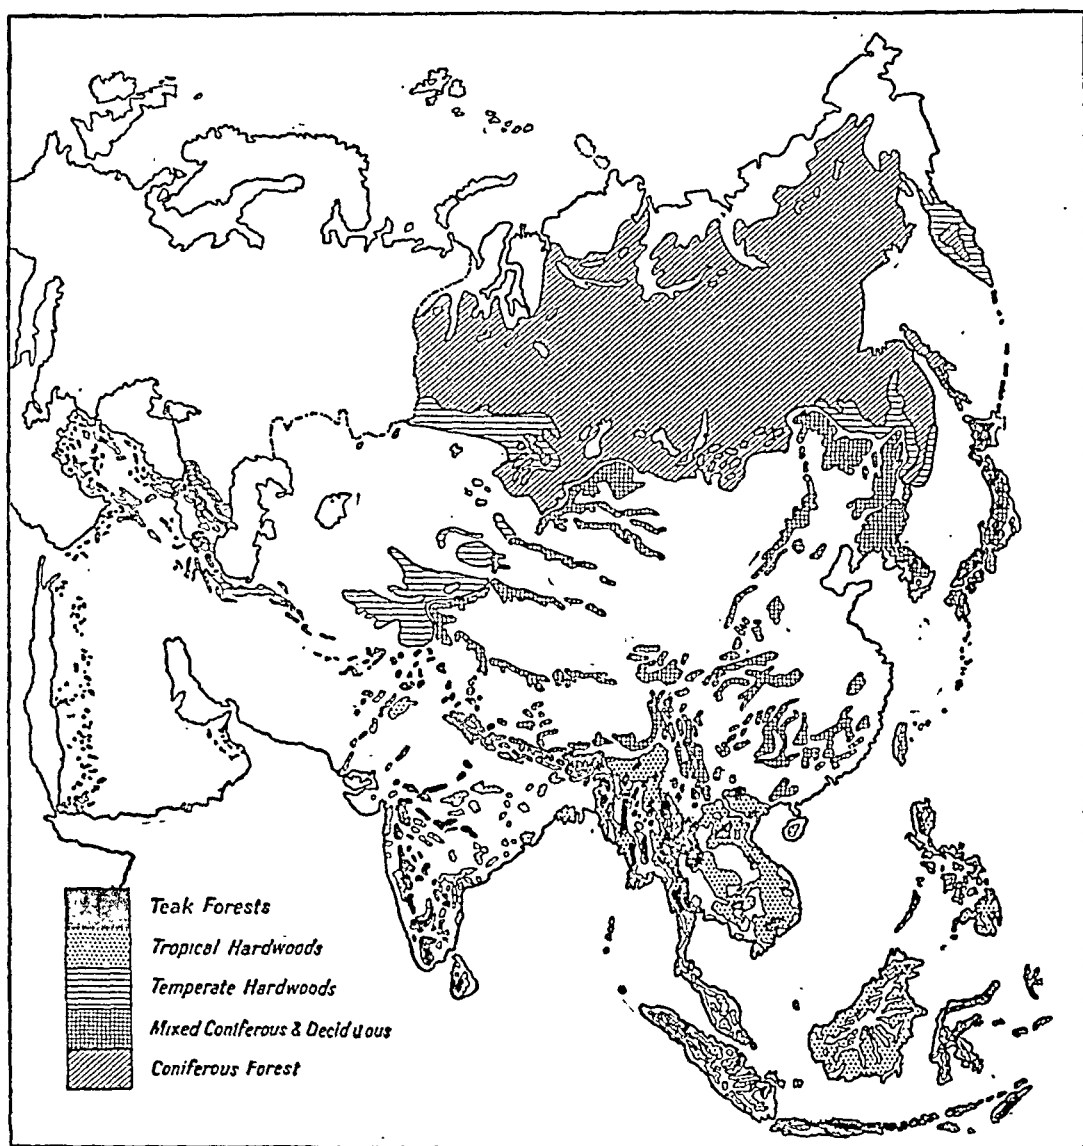 Teak Forests
Tropical Hardwoods
Temperate Hardwoods
Mixed Coniferous & Deciduous
Coniferous Forest